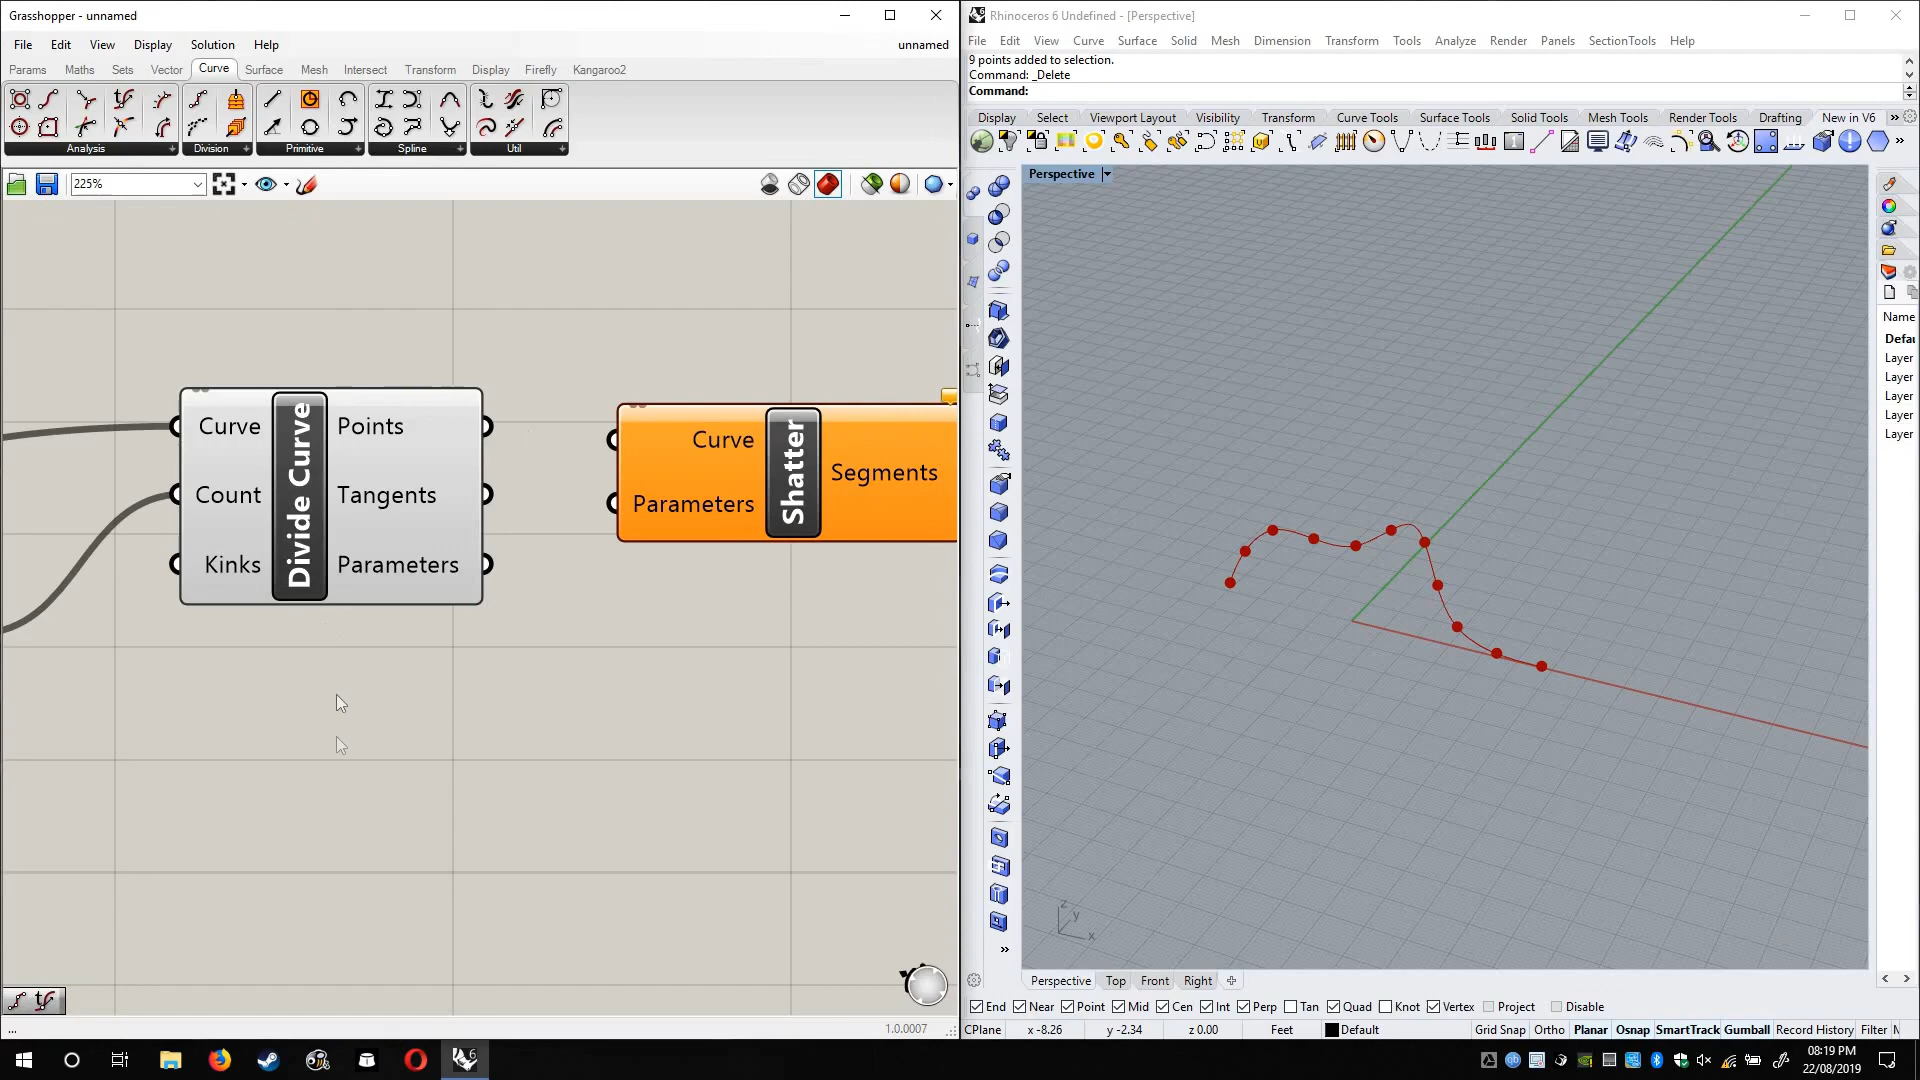 Grasshopper - unnamed
File Edit View Display Solution Help unnamed
Params Maths Sets Vector Curve Surface Mesh Intersect Transform Display Firefly Kangaroo2
Analysis Division Primitive Spline Util
225%
Curve Points
Count Tangents
Kinks Parameters
Divide Curve
Curve
Parameters
Shatter
Segments
...
1.0.0007
Rhinoceros 6 Undefined - [Perspective]
File Edit View Curve Surface Solid Mesh Dimension Transform Tools Analyze Render Panels SectionTools Help
9 points added to selection.
Command: _Delete
Command:
Display Select Viewport Layout Visibility Transform Curve Tools Surface Tools Solid Tools Mesh Tools Render Tools Drafting New in V6
Perspective
Name
Defau
Layer
Layer
Layer
Layer
Layer
z
y
x
Perspective Top Front Right
End Near Point Mid Cen Int Perp Tan Quad Knot Vertex Project Disable
CPlane x -8.26 y -2.34 z 0.00 Feet Default Grid Snap Ortho Planar Osnap SmartTrack Gumball Record History Filter
08:19 PM
22/08/2019